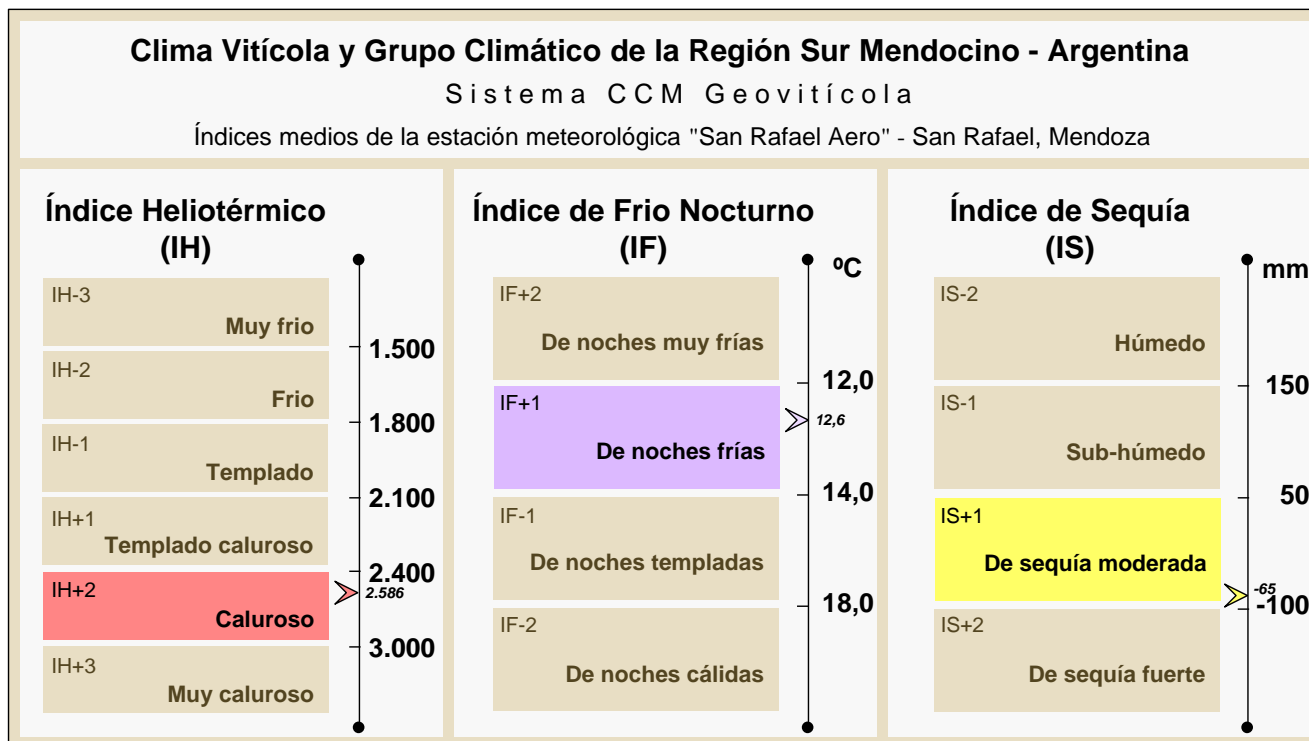 Clima Vitícola y Grupo Climático de la Región Sur Mendocino - Argentina
Sistema CCM Geovitícola
Índices medios de la estación meteorológica "San Rafael Aero" - San Rafael, Mendoza
Índice Heliotérmico
(IH)
IH-3
Muy frio
1.500
IH-2
Frio
1.800
IH-1
Templado
2.100
IH+1
Templado caluroso
2.400
IH+2
2.586
Caluroso
3.000
IH+3
Muy caluroso
Índice de Frio Nocturno
(IF)
ºC
IF+2
De noches muy frías
12,0
IF+1
12,6
De noches frías
14,0
IF-1
De noches templadas
18,0
IF-2
De noches cálidas
Índice de Sequía
(IS)
mm
IS-2
Húmedo
150
IS-1
Sub-húmedo
50
IS+1
De sequía moderada
-65
-100
IS+2
De sequía fuerte